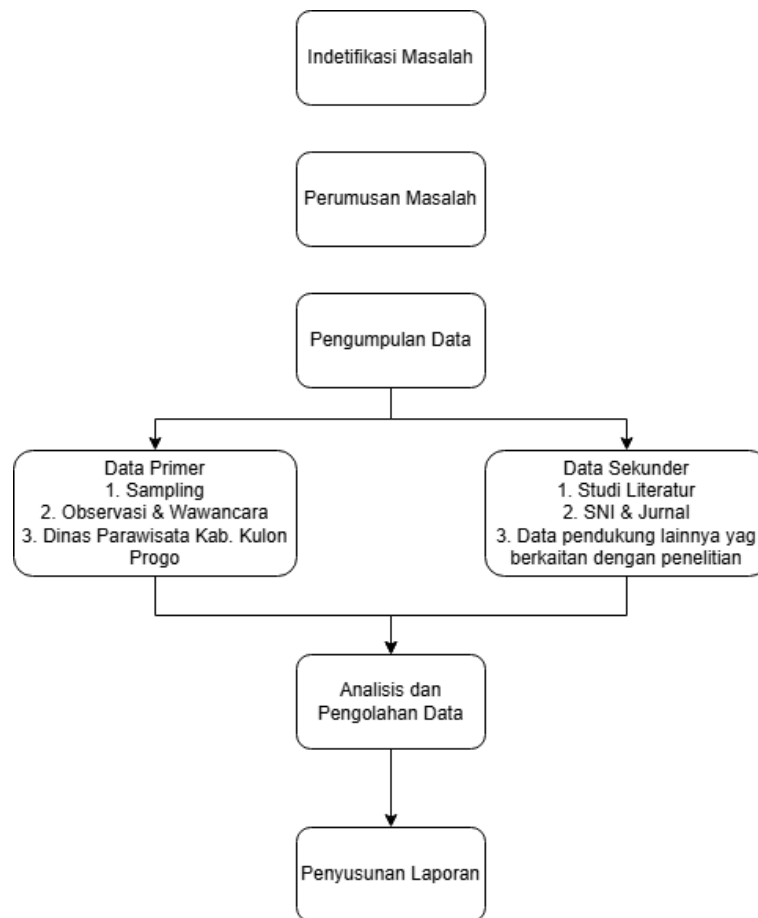 Indetifikasi Masalah
Perumusan Masalah
Pengumpulan Data
Data Primer
1. Sampling
2. Observasi & Wawancara
3. Dinas Parawisata Kab. Kulon
Progo
Data Sekunder
1. Studi Literatur
2. SNI & Jurnal
3. Data pendukung lainnya yag
berkaitan dengan penelitian
Analisis dan
Pengolahan Data
Penyusunan Laporan